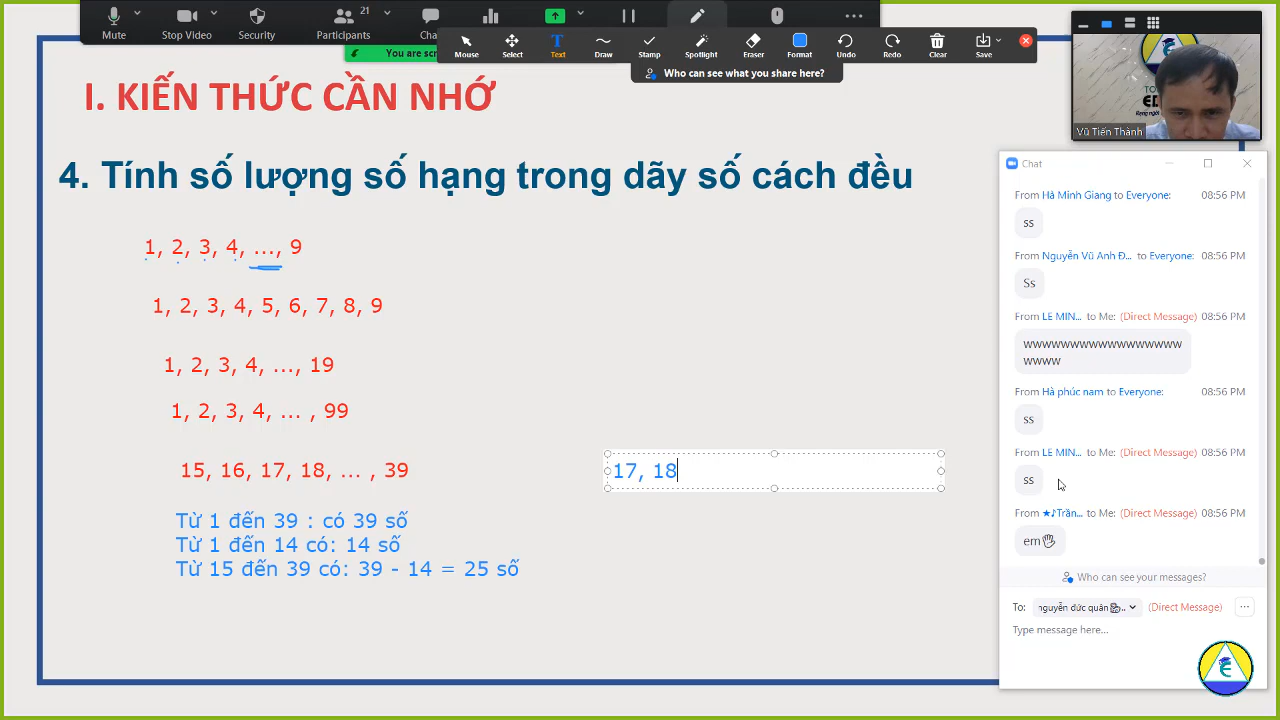 Mute
Stop Video
Security
21
Participants
Cha
Mouse
Select
Text
Draw
Stamp
Spotlight
Eraser
Format
Undo
Redo
Clear
Save
You are scr
Who can see what you share here?
Vũ Tiến Thành
I. KIẾN THỨC CẦN NHỚ
4. Tính số lượng số hạng trong dãy số cách đều
1, 2, 3, 4, ..., 9
1, 2, 3, 4, 5, 6, 7, 8, 9
1, 2, 3, 4, ..., 19
1, 2, 3, 4, ... , 99
15, 16, 17, 18, ... , 39
17, 18
Từ 1 đến 39 : có 39 số
Từ 1 đến 14 có: 14 số
Từ 15 đến 39 có: 39 - 14 = 25 số
Chat
From Hà Minh Giang to Everyone: 08:56 PM
ss
From Nguyễn Vũ Anh Đ... to Everyone: 08:56 PM
Ss
From LE MIN... to Me: (Direct Message) 08:56 PM
wwwwwwwwwwwwwwwww
wwww
From Hà phúc nam to Everyone: 08:56 PM
ss
From LE MIN... to Me: (Direct Message) 08:56 PM
ss
From ★♪Trần... to Me: (Direct Message) 08:56 PM
em✋
Who can see your messages?
To: nguyễn đức quân... (Direct Message)
Type message here...